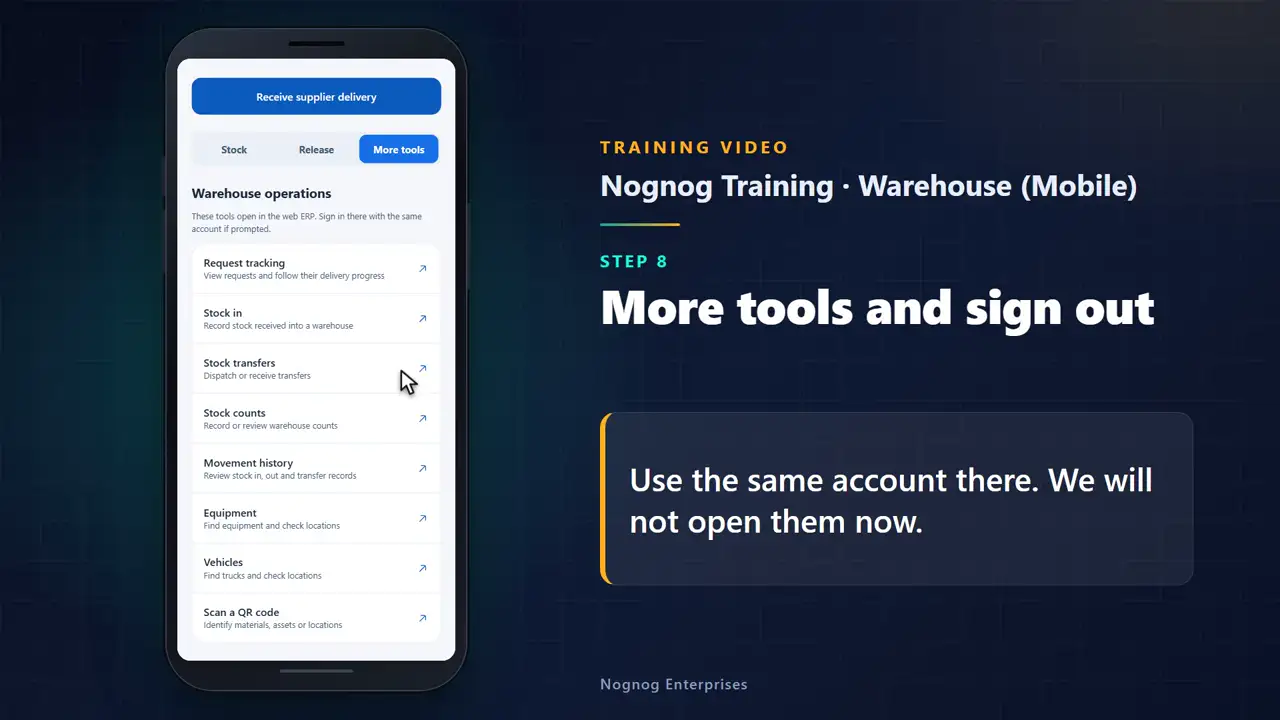 Receive supplier delivery
Stock
Release
More tools
Warehouse operations
These tools open in the web ERP. Sign in there with the same
account if prompted.
Request tracking
View requests and follow their delivery progress
Stock in
Record stock received into a warehouse
Stock transfers
Dispatch or receive transfers
Stock counts
Record or review warehouse counts
Movement history
Review stock in, out and transfer records
Equipment
Find equipment and check locations
Vehicles
Find trucks and check locations
Scan a QR code
Identify materials, assets or locations
TRAINING VIDEO
Nognog Training · Warehouse (Mobile)
STEP 8
More tools and sign out
Use the same account there. We will
not open them now.
Nognog Enterprises